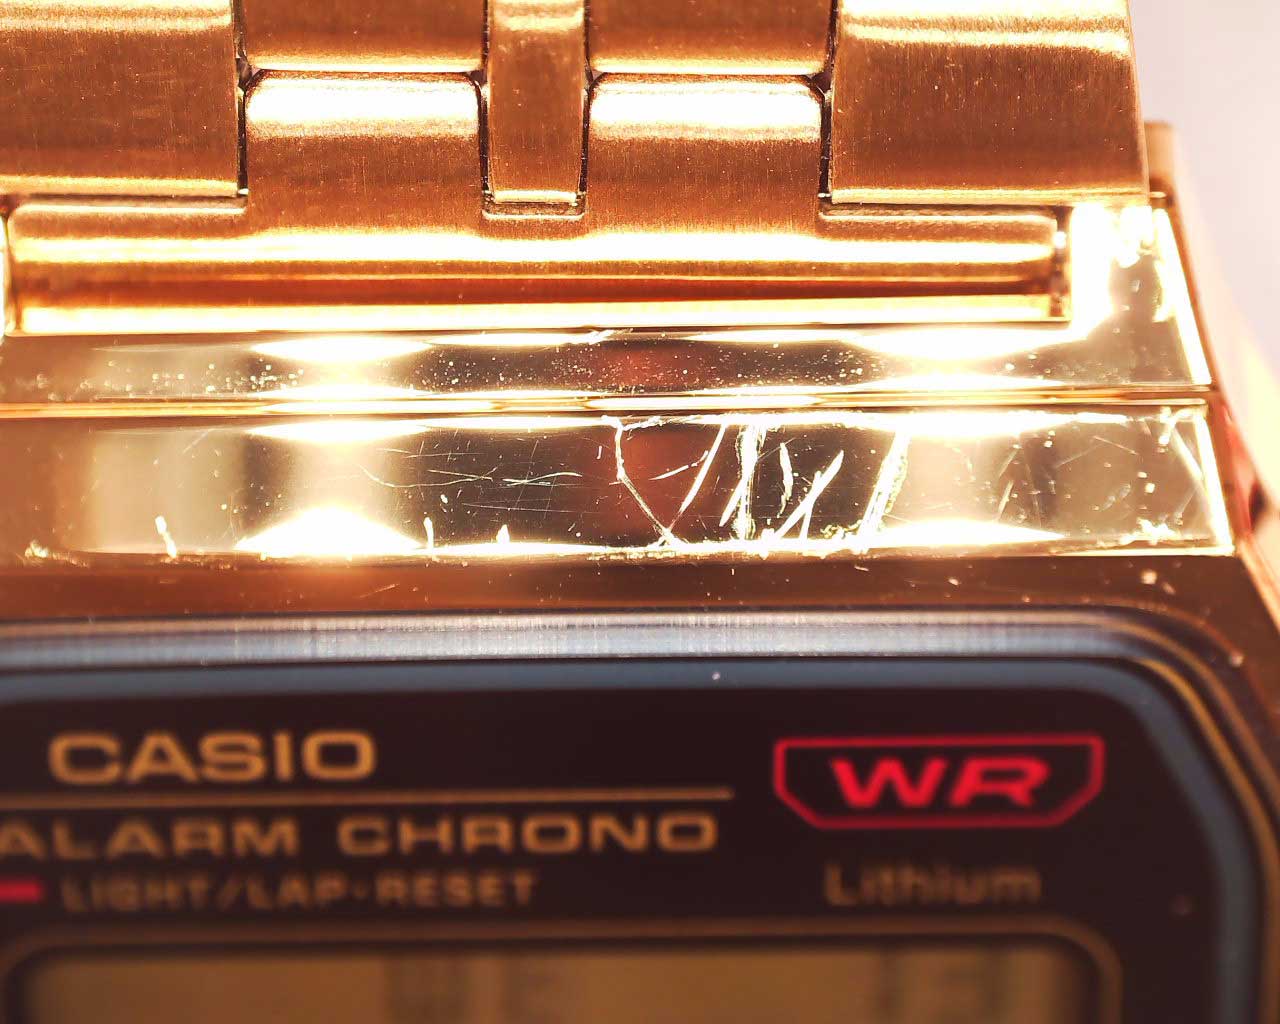 CASIO
WR
ALARM CHRONO
LIGHT/LAP·RESET
Lithium